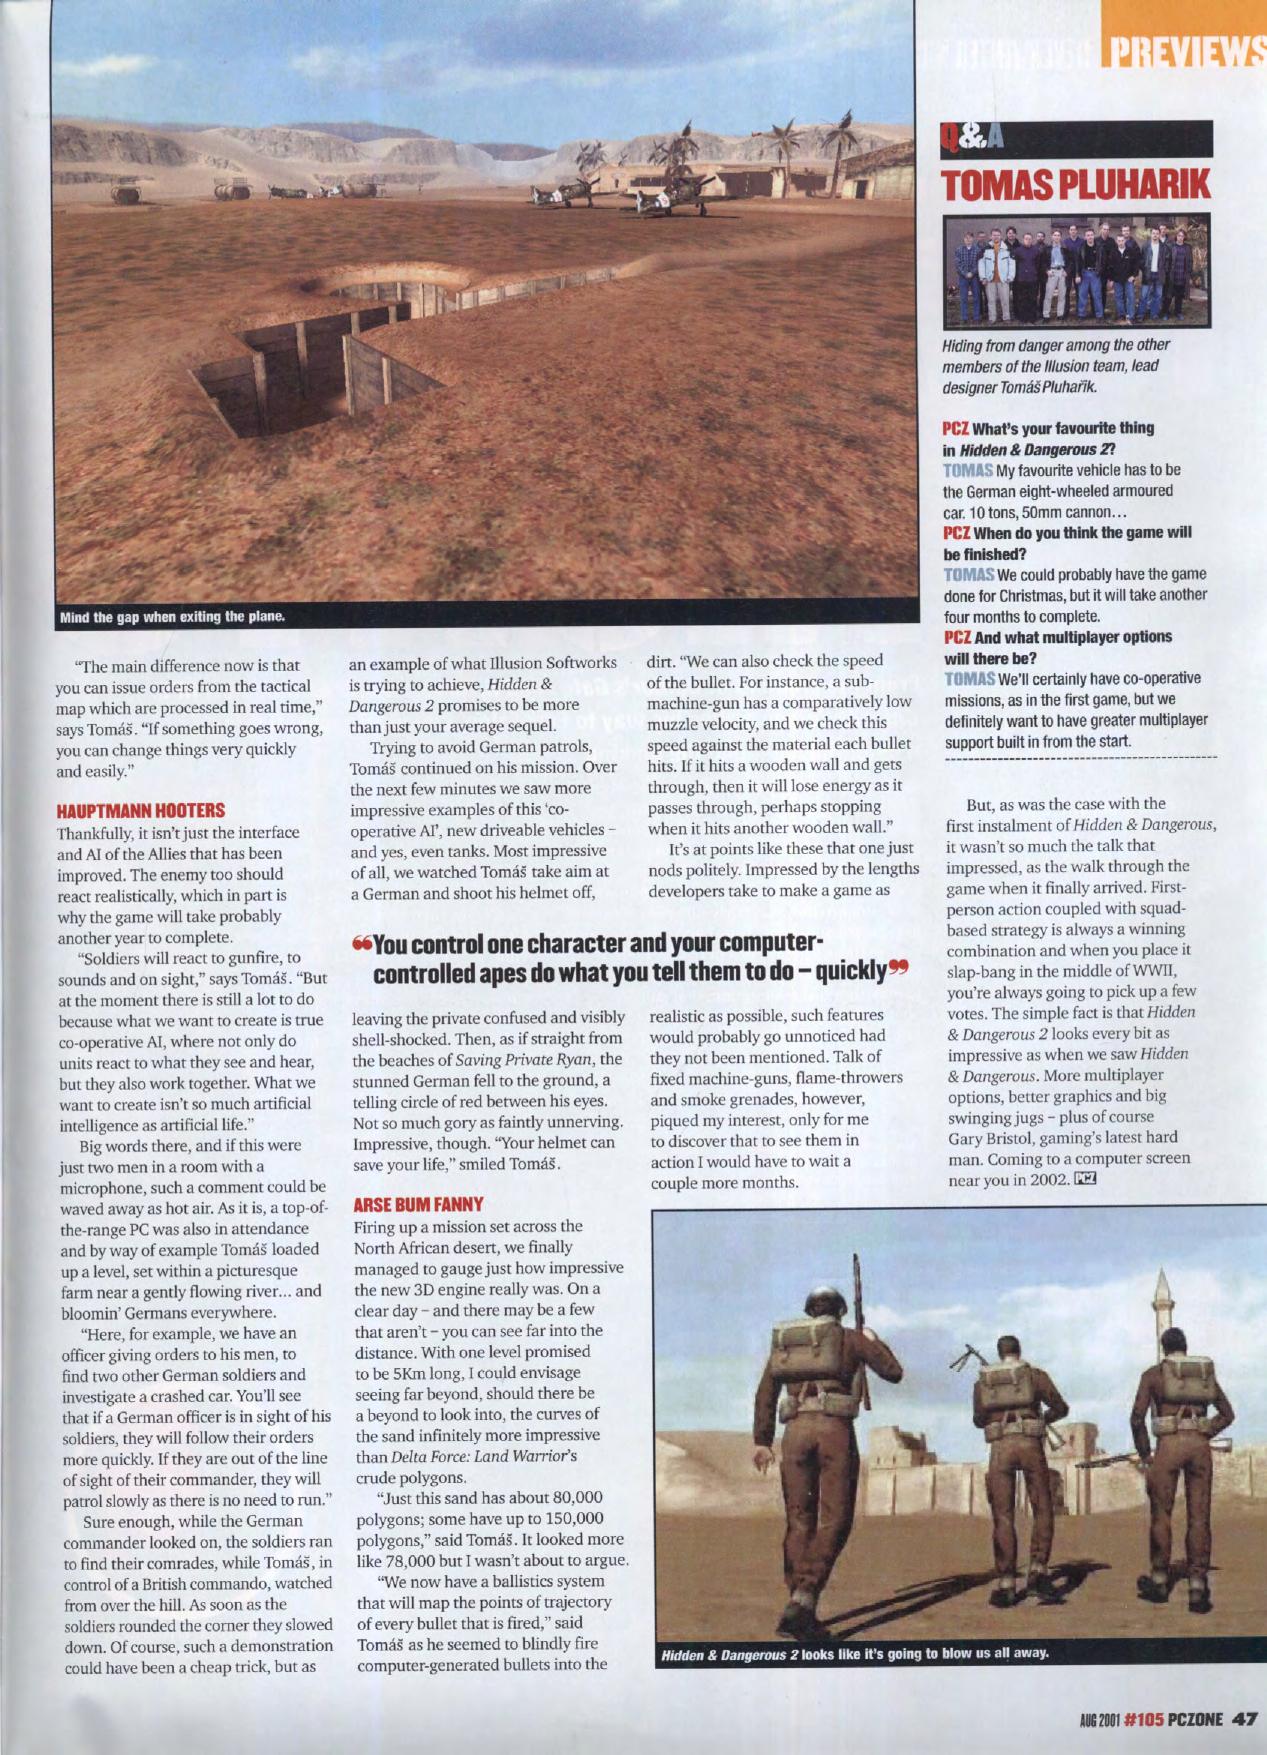 PREVIEWS
Mind the gap when exiting the plane.
“The main difference now is that
you can issue orders from the tactical
map which are processed in real time,”
says Tomáš. “If something goes wrong,
you can change things very quickly
and easily.”
HAUPTMANN HOOTERS
Thankfully, it isn't just the interface
and AI of the Allies that has been
improved. The enemy too should
react realistically, which in part is
why the game will take probably
another year to complete.
“Soldiers will react to gunfire, to
sounds and on sight,” says Tomáš. “But
at the moment there is still a lot to do
because what we want to create is true
co-operative AI, where not only do
units react to what they see and hear,
but they also work together. What we
want to create isn't so much artificial
intelligence as artificial life.”
Big words there, and if this were
just two men in a room with a
microphone, such a comment could be
waved away as hot air. As it is, a top-of-
the-range PC was also in attendance
and by way of example Tomáš loaded
up a level, set within a picturesque
farm near a gently flowing river... and
bloomin' Germans everywhere.
“Here, for example, we have an
officer giving orders to his men, to
find two other German soldiers and
investigate a crashed car. You'll see
that if a German officer is in sight of his
soldiers, they will follow their orders
more quickly. If they are out of the line
of sight of their commander, they will
patrol slowly as there is no need to run.”
Sure enough, while the German
commander looked on, the soldiers ran
to find their comrades, while Tomáš, in
control of a British commando, watched
from over the hill. As soon as the
soldiers rounded the corner they slowed
down. Of course, such a demonstration
could have been a cheap trick, but as
an example of what Illusion Softworks
is trying to achieve, Hidden &
Dangerous 2 promises to be more
than just your average sequel.
Trying to avoid German patrols,
Tomáš continued on his mission. Over
the next few minutes we saw more
impressive examples of this ‘co-
operative AI’, new driveable vehicles –
and yes, even tanks. Most impressive
of all, we watched Tomáš take aim at
a German and shoot his helmet off,
“You control one character and your computer-
controlled apes do what you tell them to do – quickly”
leaving the private confused and visibly
shell-shocked. Then, as if straight from
the beaches of Saving Private Ryan, the
stunned German fell to the ground, a
telling circle of red between his eyes.
Not so much gory as faintly unnerving.
Impressive, though. “Your helmet can
save your life,” smiled Tomáš.
ARSE BUM FANNY
Firing up a mission set across the
North African desert, we finally
managed to gauge just how impressive
the new 3D engine really was. On a
clear day – and there may be a few
that aren't – you can see far into the
distance. With one level promised
to be 5Km long, I could envisage
seeing far beyond, should there be
a beyond to look into, the curves of
the sand infinitely more impressive
than Delta Force: Land Warrior's
crude polygons.
“Just this sand has about 80,000
polygons; some have up to 150,000
polygons,” said Tomáš. It looked more
like 78,000 but I wasn't about to argue.
“We now have a ballistics system
that will map the points of trajectory
of every bullet that is fired,” said
Tomáš as he seemed to blindly fire
computer-generated bullets into the
dirt. “We can also check the speed
of the bullet. For instance, a sub-
machine-gun has a comparatively low
muzzle velocity, and we check this
speed against the material each bullet
hits. If it hits a wooden wall and gets
through, then it will lose energy as it
passes through, perhaps stopping
when it hits another wooden wall.”
It's at points like these that one just
nods politely. Impressed by the lengths
developers take to make a game as
realistic as possible, such features
would probably go unnoticed had
they not been mentioned. Talk of
fixed machine-guns, flame-throwers
and smoke grenades, however,
piqued my interest, only for me
to discover that to see them in
action I would have to wait a
couple more months.
Q&A
TOMAS PLUHARIK
Hiding from danger among the other
members of the Illusion team, lead
designer Tomáš Pluhařík.
PCZ What's your favourite thing
in Hidden & Dangerous 2?
TOMAS My favourite vehicle has to be
the German eight-wheeled armoured
car. 10 tons, 50mm cannon...
PCZ When do you think the game will
be finished?
TOMAS We could probably have the game
done for Christmas, but it will take another
four months to complete.
PCZ And what multiplayer options
will there be?
TOMAS We'll certainly have co-operative
missions, as in the first game, but we
definitely want to have greater multiplayer
support built in from the start.
But, as was the case with the
first instalment of Hidden & Dangerous,
it wasn't so much the talk that
impressed, as the walk through the
game when it finally arrived. First-
person action coupled with squad-
based strategy is always a winning
combination and when you place it
slap-bang in the middle of WWII,
you're always going to pick up a few
votes. The simple fact is that Hidden
& Dangerous 2 looks every bit as
impressive as when we saw Hidden
& Dangerous. More multiplayer
options, better graphics and big
swinging jugs – plus of course
Gary Bristol, gaming's latest hard
man. Coming to a computer screen
near you in 2002. PCZ
Hidden & Dangerous 2 looks like it's going to blow us all away.
AUG 2001 #105 PCZONE 47